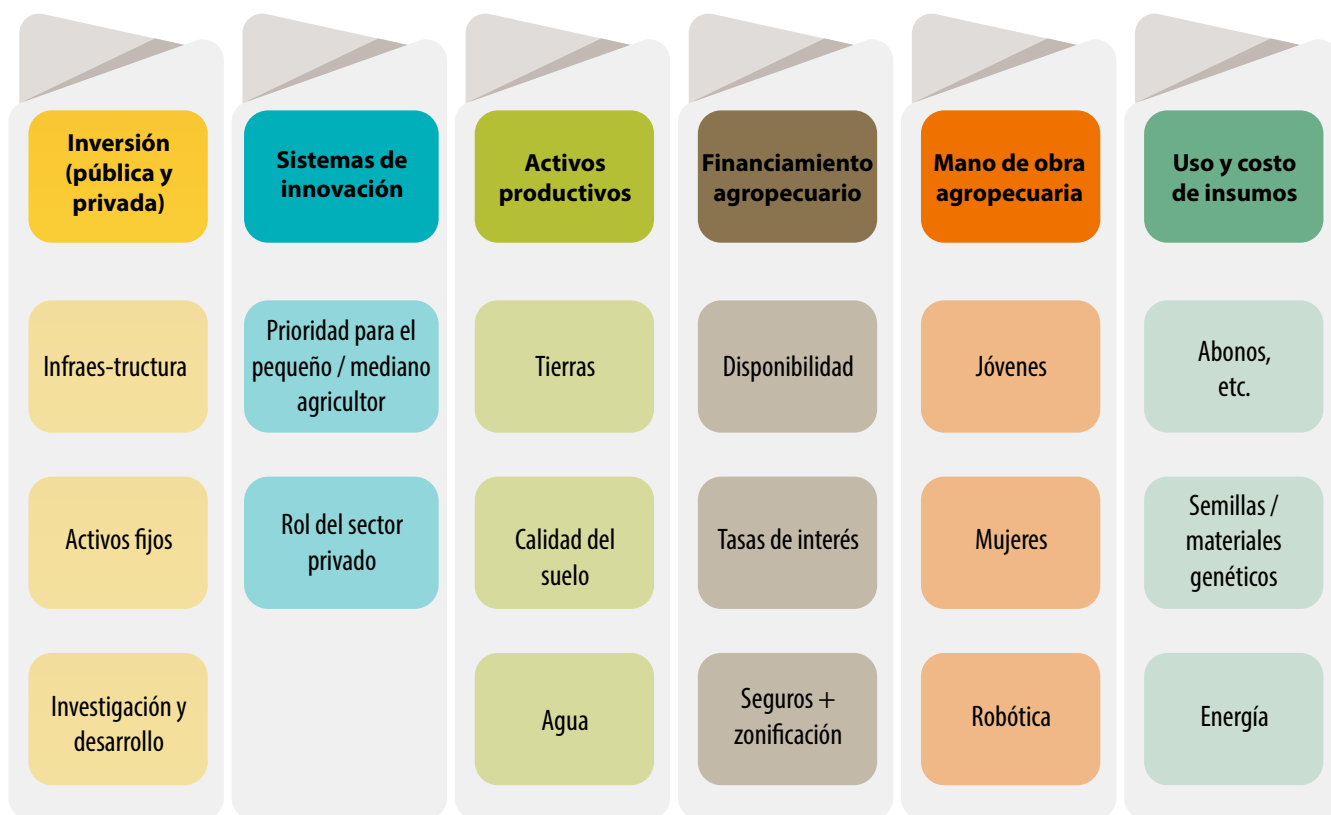 Inversión
(pública y
privada)
Infraes-tructura
Activos fijos
Investigación y
desarrollo
Sistemas de
innovación
Prioridad para el
pequeño / mediano
agricultor
Rol del sector
privado
Activos
productivos
Tierras
Calidad del
suelo
Agua
Financiamiento
agropecuario
Disponibilidad
Tasas de interés
Seguros +
zonificación
Mano de obra
agropecuaria
Jóvenes
Mujeres
Robótica
Uso y costo
de insumos
Abonos,
etc.
Semillas /
materiales
genéticos
Energía